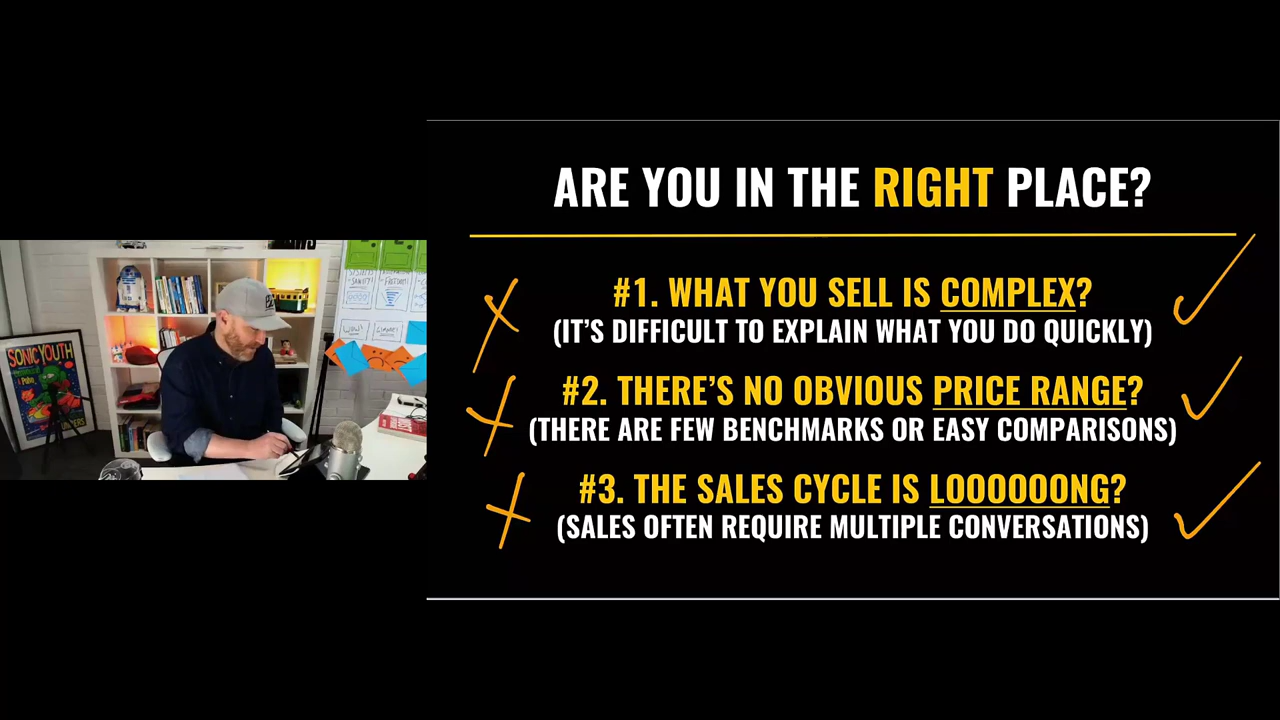 ARE YOU IN THE RIGHT PLACE?
#1. WHAT YOU SELL IS COMPLEX?
(IT'S DIFFICULT TO EXPLAIN WHAT YOU DO QUICKLY)
#2. THERE'S NO OBVIOUS PRICE RANGE?
(THERE ARE FEW BENCHMARKS OR EASY COMPARISONS)
#3. THE SALES CYCLE IS LOOOOOONG?
(SALES OFTEN REQUIRE MULTIPLE CONVERSATIONS)
SONIC YOUTH